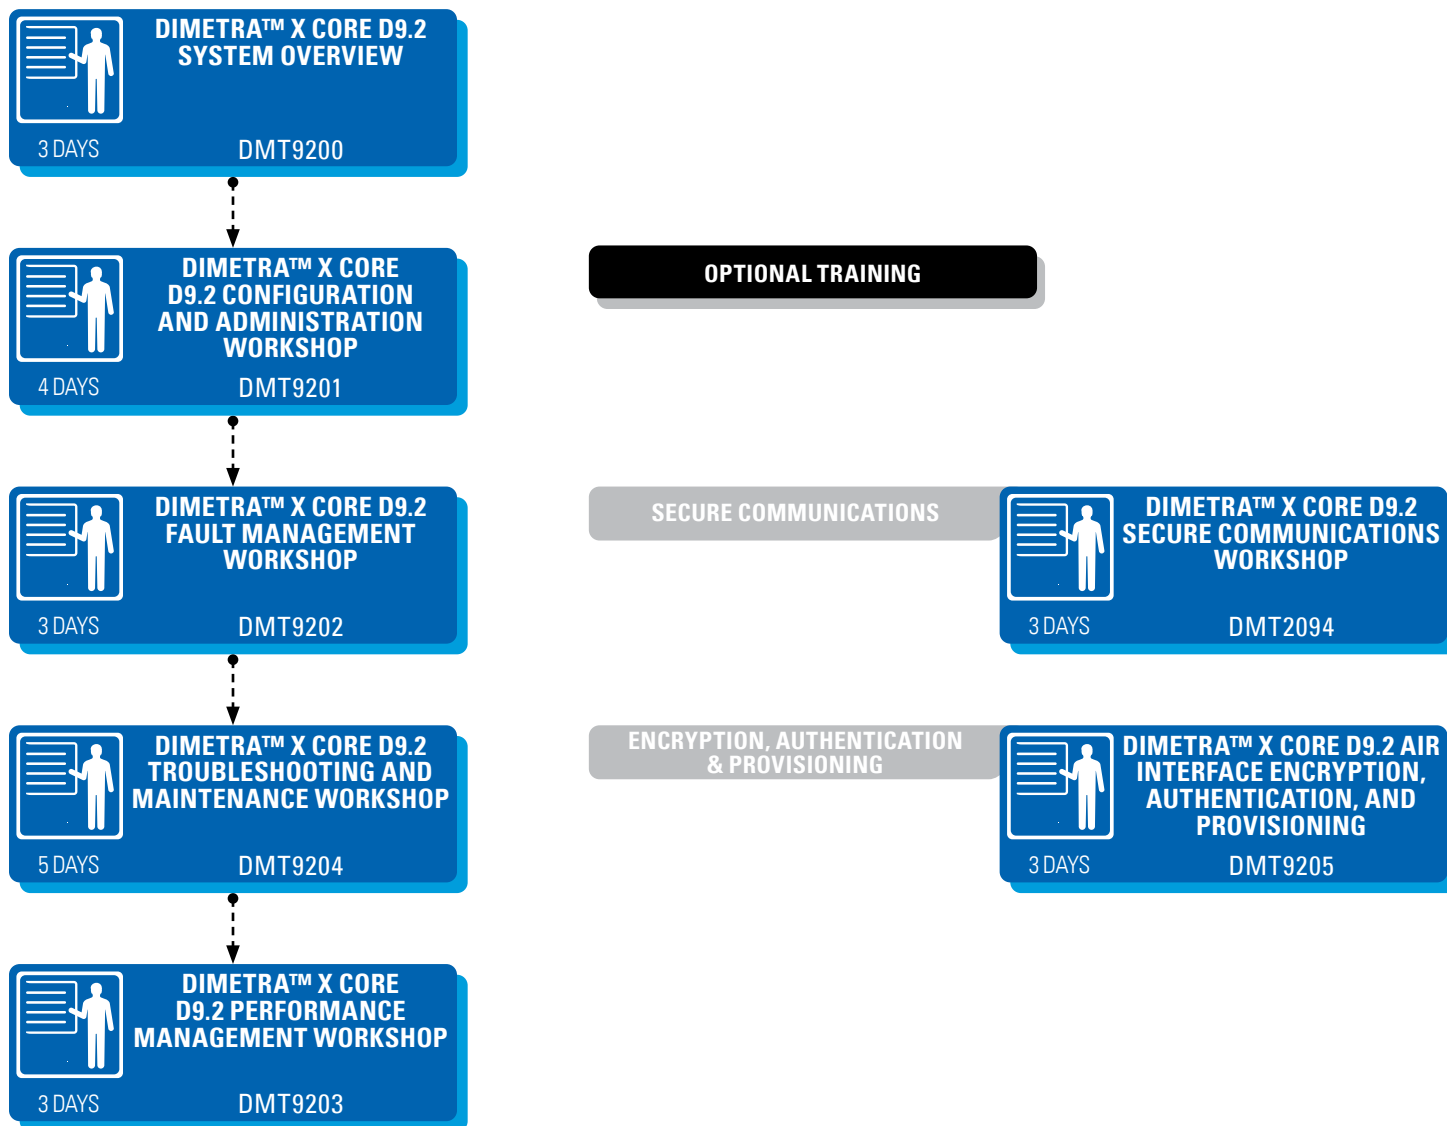 DIMETRA™ X CORE D9.2
SYSTEM OVERVIEW
3 DAYS
DMT9200
DIMETRA™ X CORE
D9.2 CONFIGURATION
AND ADMINISTRATION
WORKSHOP
4 DAYS
DMT9201
OPTIONAL TRAINING
DIMETRA™ X CORE D9.2
FAULT MANAGEMENT
WORKSHOP
3 DAYS
DMT9202
SECURE COMMUNICATIONS
DIMETRA™ X CORE D9.2
SECURE COMMUNICATIONS
WORKSHOP
3 DAYS
DMT2094
DIMETRA™ X CORE D9.2
TROUBLESHOOTING AND
MAINTENANCE WORKSHOP
5 DAYS
DMT9204
ENCRYPTION, AUTHENTICATION
& PROVISIONING
DIMETRA™ X CORE D9.2 AIR
INTERFACE ENCRYPTION,
AUTHENTICATION, AND
PROVISIONING
3 DAYS
DMT9205
DIMETRA™ X CORE
D9.2 PERFORMANCE
MANAGEMENT WORKSHOP
3 DAYS
DMT9203